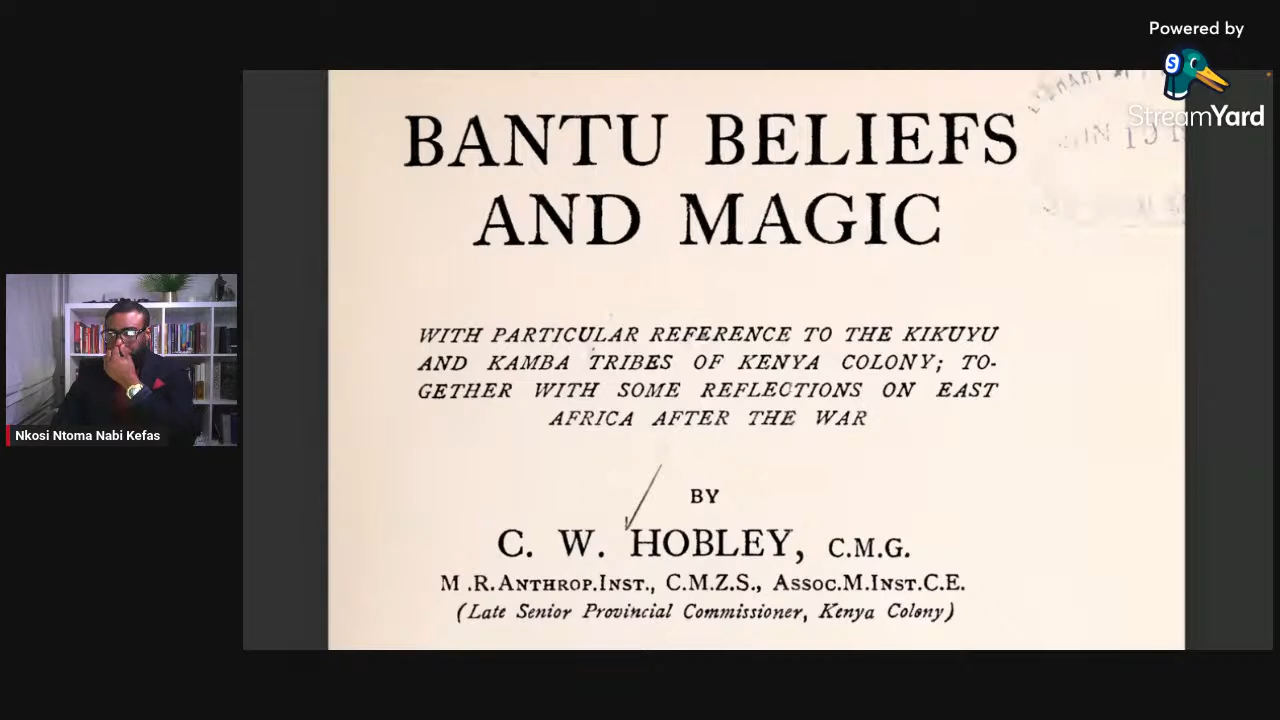 Powered by
StreamYard
BANTU BELIEFS
AND MAGIC
WITH PARTICULAR REFERENCE TO THE KIKUYU
AND KAMBA TRIBES OF KENYA COLONY; TO-
GETHER WITH SOME REFLECTIONS ON EAST
AFRICA AFTER THE WAR
BY
C. W. HOBLEY, C.M.G.
M.R.ANTHROP.INST., C.M.Z.S., ASSOC.M.INST.C.E.
(Late Senior Provincial Commissioner, Kenya Colony)
Nkosi Ntoma Nabi Kefas